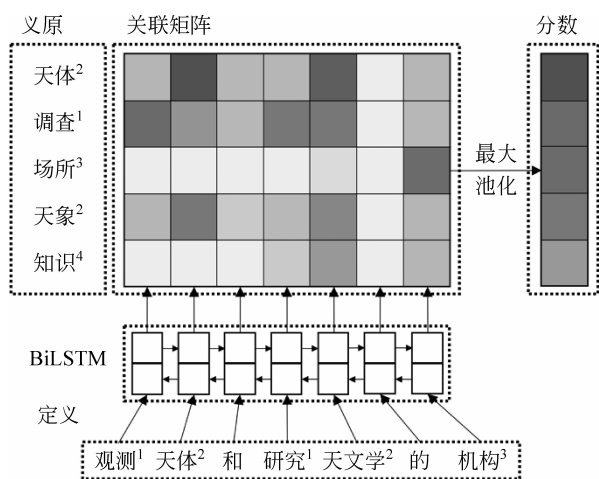 义原
关联矩阵
分数
天体²
调查¹
场所³
天象²
知识⁴
最大
池化
BiLSTM
定义
观测¹ 天体² 和 研究¹ 天文学² 的 机构³